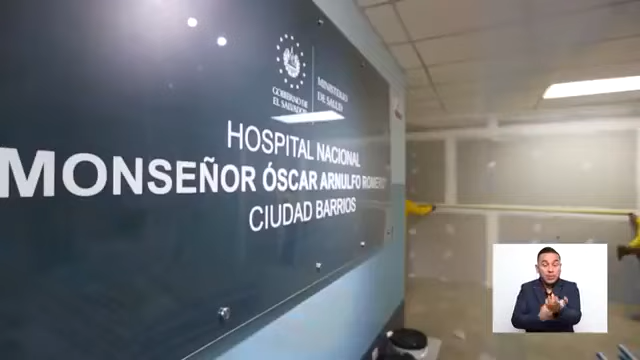 GOBIERNO DE
EL SALVADOR
MINISTERIO
DE SALUD
HOSPITAL NACIONAL
MONSEÑOR ÓSCAR ARNULFO ROMERO
CIUDAD BARRIOS